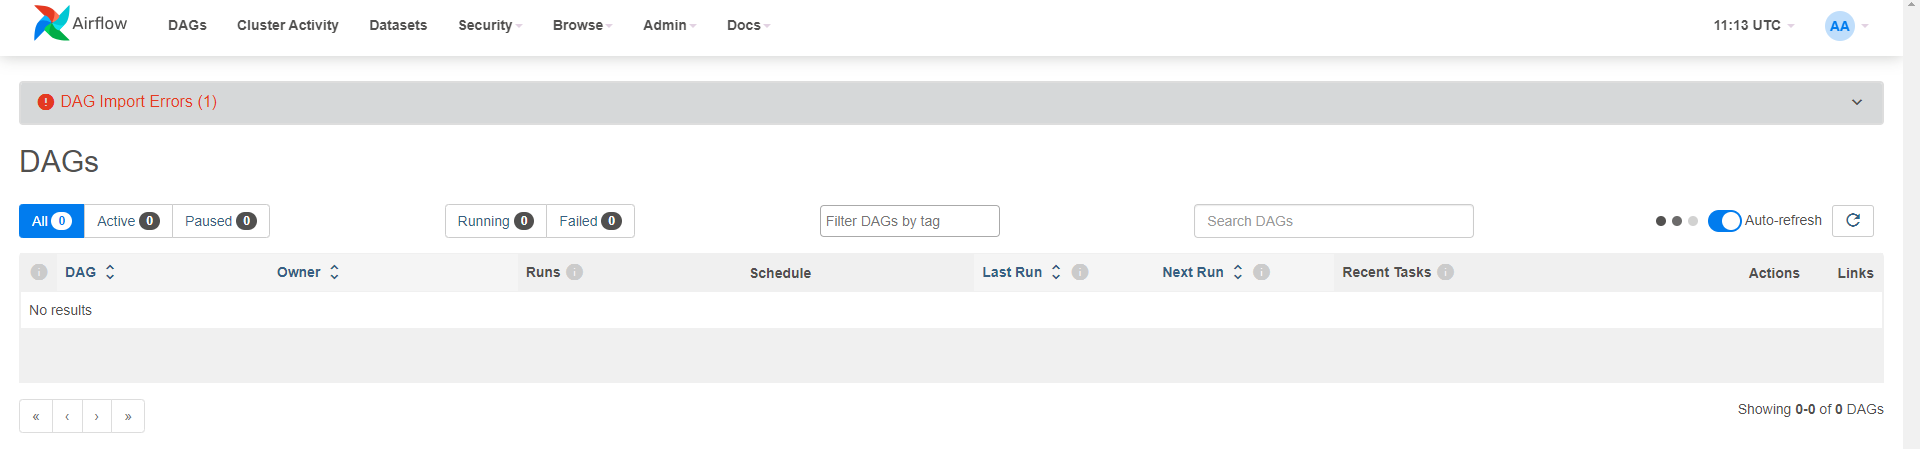 Airflow DAGs Cluster Activity Datasets Security Browse Admin Docs 11:13 UTC AA
DAG Import Errors (1)
DAGs
All 0 Active 0 Paused 0 Running 0 Failed 0 Filter DAGs by tag Search DAGs Auto-refresh
DAG Owner Runs Schedule Last Run Next Run Recent Tasks Actions Links
No results
« ‹ › » Showing 0-0 of 0 DAGs